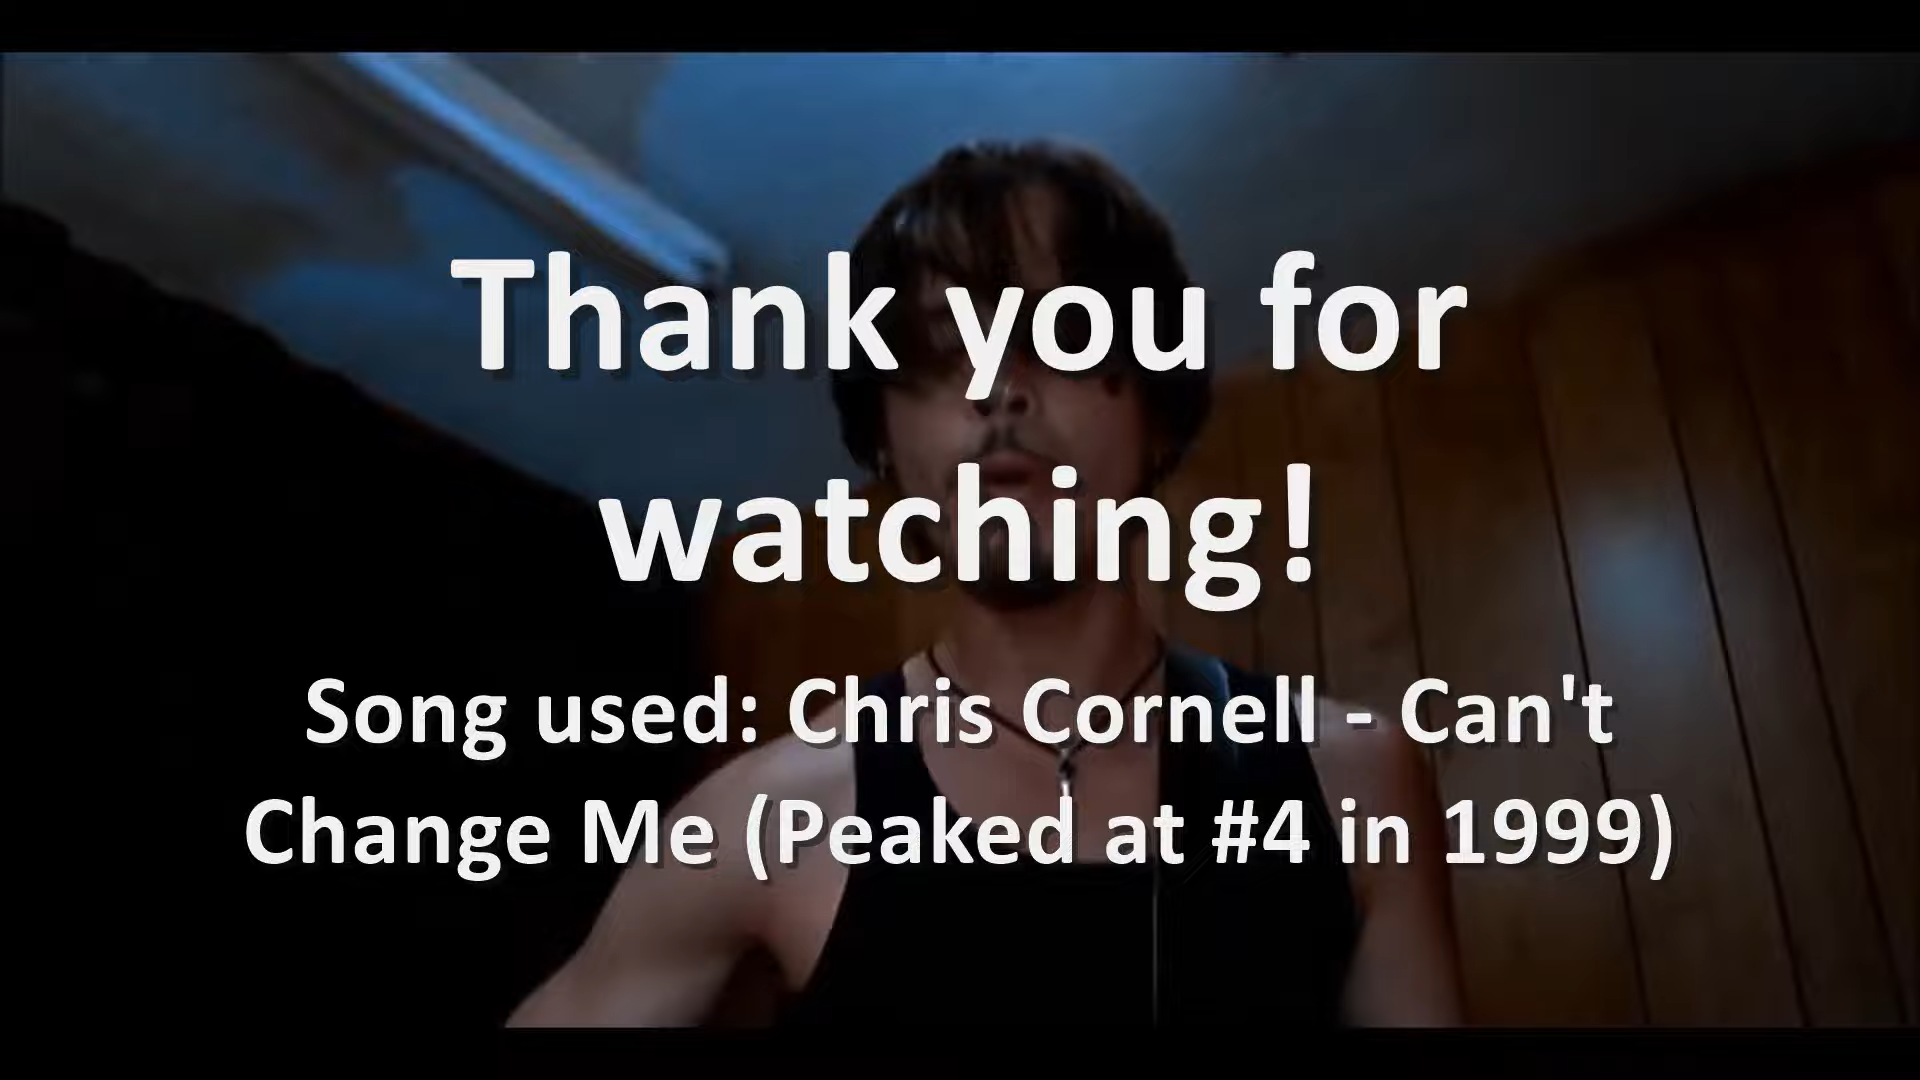 Thank you for
watching!
Song used: Chris Cornell - Can't
Change Me (Peaked at #4 in 1999)